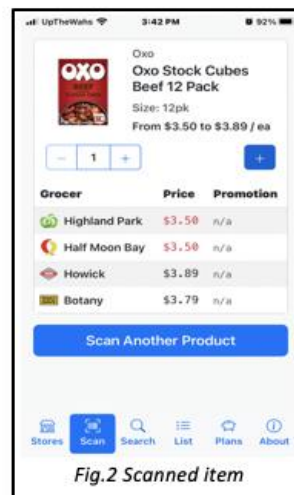 UpTheWahs 3:42 PM 92%
Oxo
Oxo Stock Cubes
Beef 12 Pack
Size: 12pk
From $3.50 to $3.89 / ea
OXO
BEEF
− 1 +
+
Grocer Price Promotion
Highland Park $3.50 n/a
Half Moon Bay $3.50 n/a
Howick $3.89 n/a
Botany $3.79 n/a
Scan Another Product
Stores Scan Search List Plans About
Fig.2 Scanned item